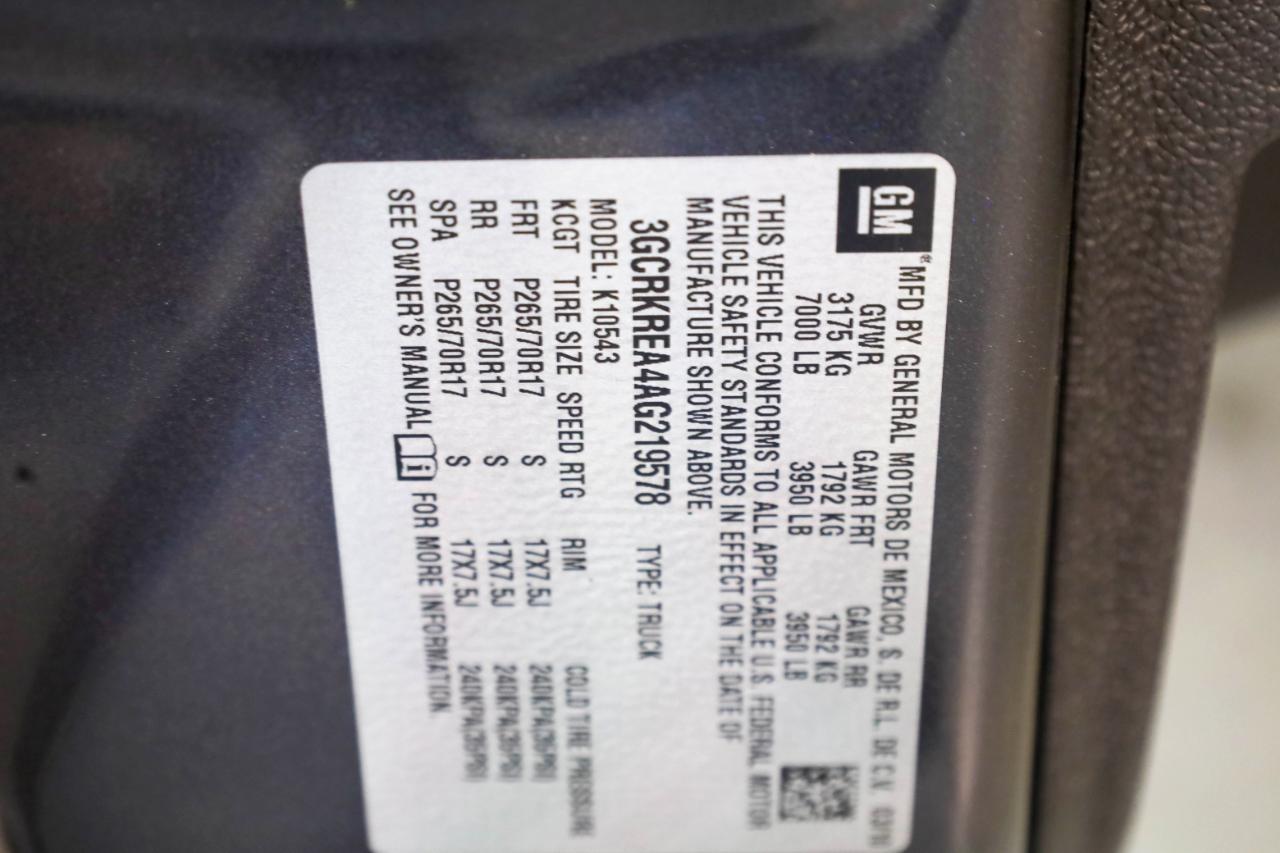 GM® MFD BY GENERAL MOTORS DE MEXICO, S. DE R.L. DE C.V. 03/10
GVWR GAWR FRT GAWR RR
3175 KG 1792 KG 1792 KG
7000 LB 3950 LB 3950 LB
THIS VEHICLE CONFORMS TO ALL APPLICABLE U.S. FEDERAL MOTOR
VEHICLE SAFETY STANDARDS IN EFFECT ON THE DATE OF
MANUFACTURE SHOWN ABOVE.
3GCRKREA4AG219578 TYPE: TRUCK
MODEL: K10543
KCGT TIRE SIZE SPEED RTG RIM COLD TIRE PRESSURE
FRT P265/70R17 S 17X7.5J 240KPA(35PSI)
RR P265/70R17 S 17X7.5J 240KPA(35PSI)
SPA P265/70R17 S 17X7.5J 240KPA(35PSI)
SEE OWNER'S MANUAL FOR MORE INFORMATION.